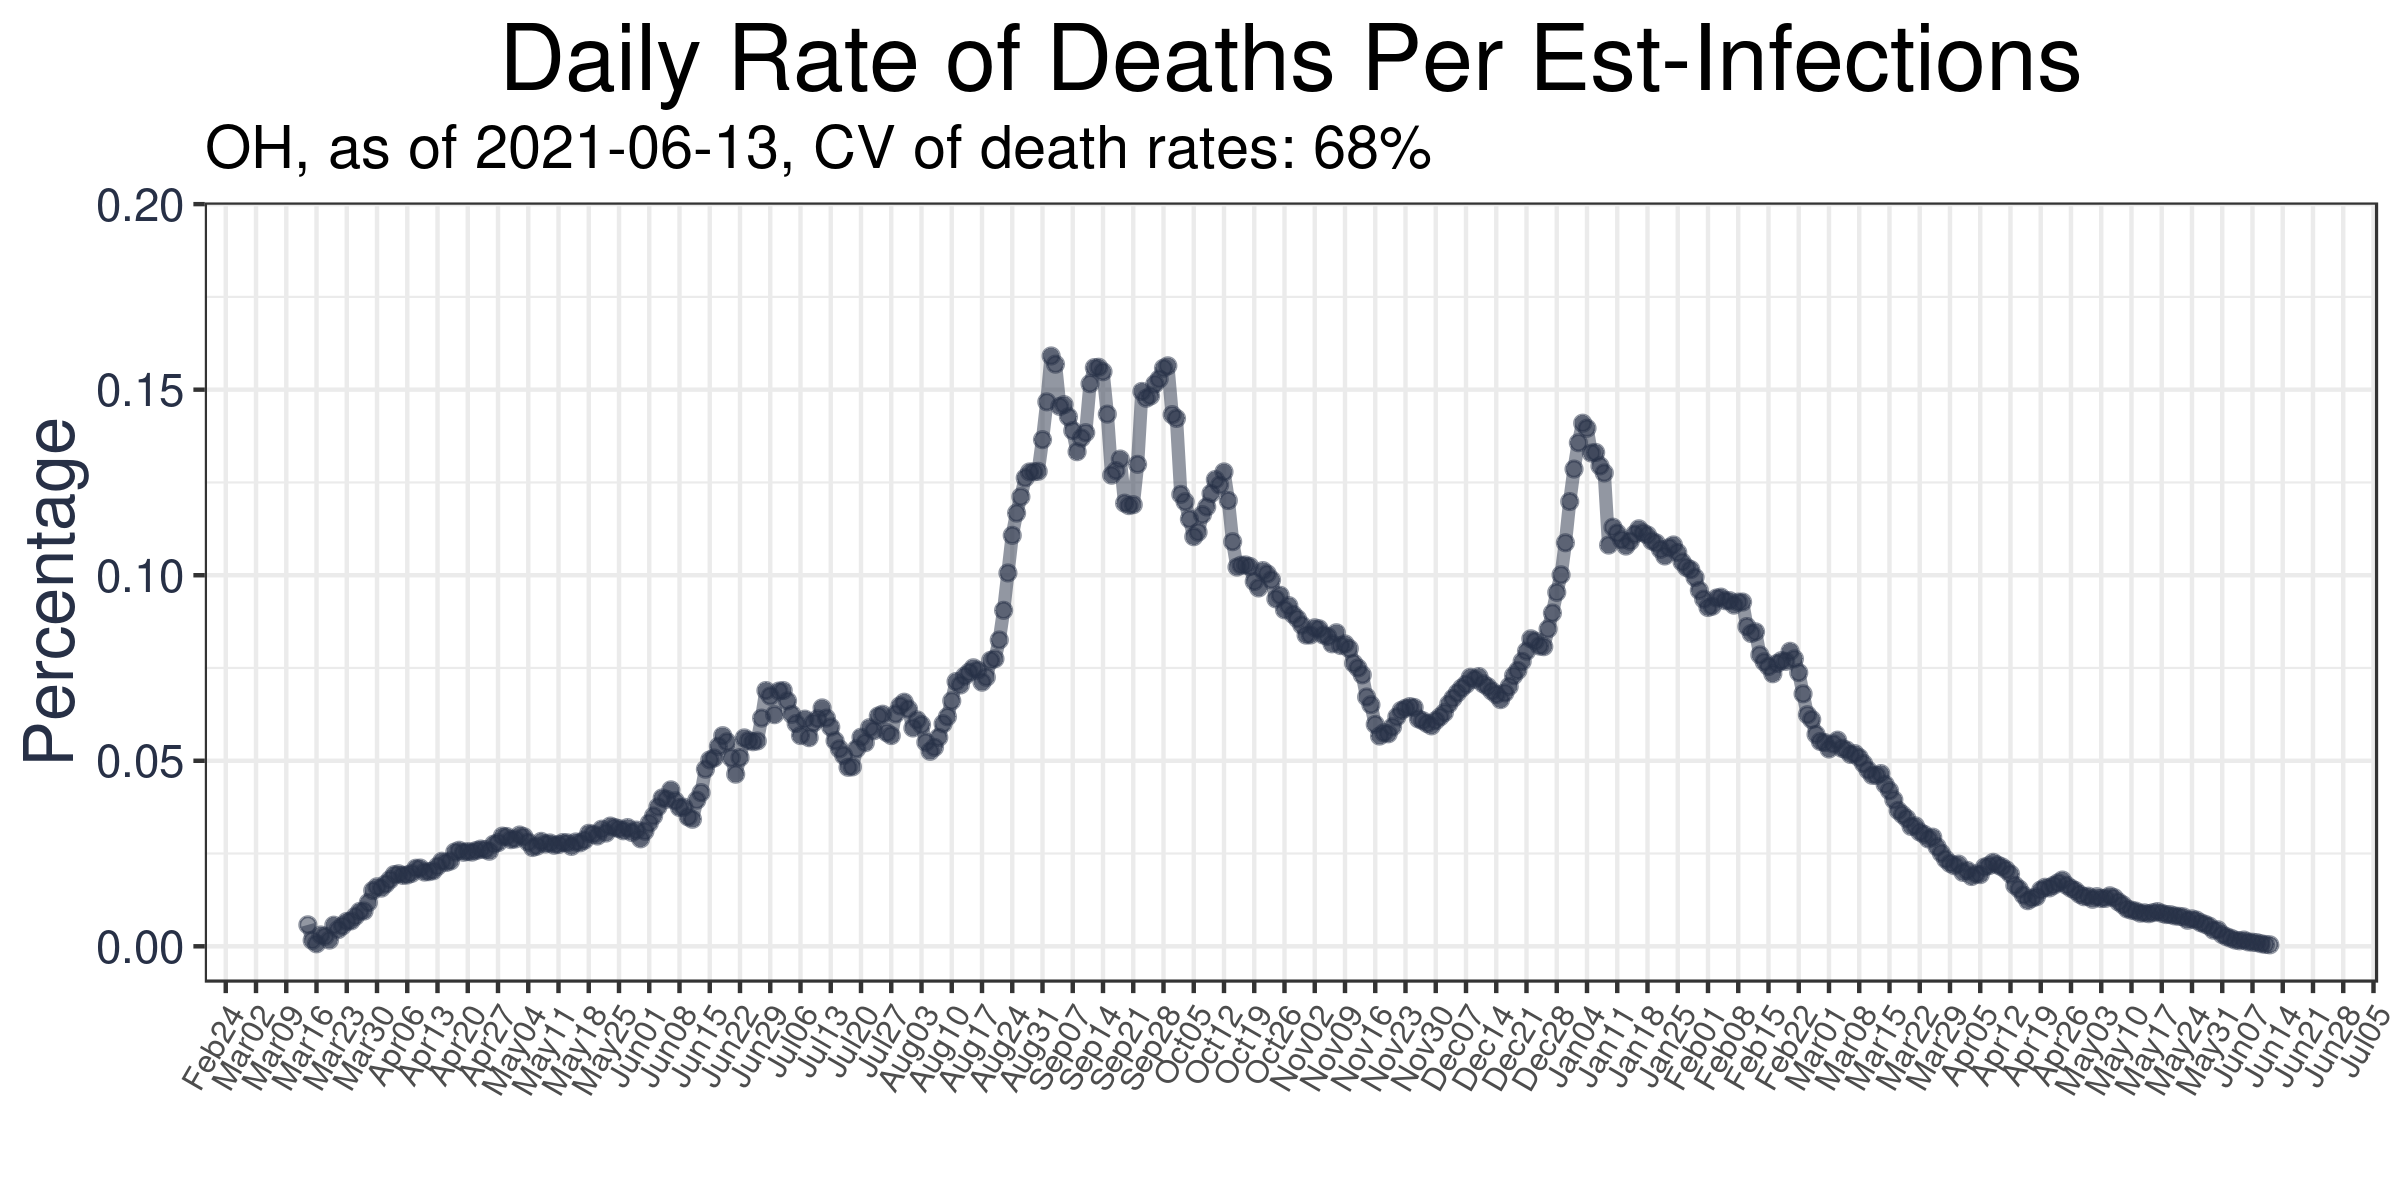 Daily Rate of Deaths Per Est-Infections
OH, as of 2021-06-13, CV of death rates: 68%
Percentage
0.20
0.15
0.10
0.05
0.00
Feb24 Mar02 Mar09 Mar16 Mar23 Mar30 Apr06 Apr13 Apr20 Apr27 May04 May11 May18 May25 Jun01 Jun08 Jun15 Jun22 Jun29 Jul06 Jul13 Jul20 Jul27 Aug03 Aug10 Aug17 Aug24 Aug31 Sep07 Sep14 Sep21 Sep28 Oct05 Oct12 Oct19 Oct26 Nov02 Nov09 Nov16 Nov23 Nov30 Dec07 Dec14 Dec21 Dec28 Jan04 Jan11 Jan18 Jan25 Feb01 Feb08 Feb15 Feb22 Mar01 Mar08 Mar15 Mar22 Mar29 Apr05 Apr12 Apr19 Apr26 May03 May10 May17 May24 May31 Jun07 Jun14 Jun21 Jun28 Jul05